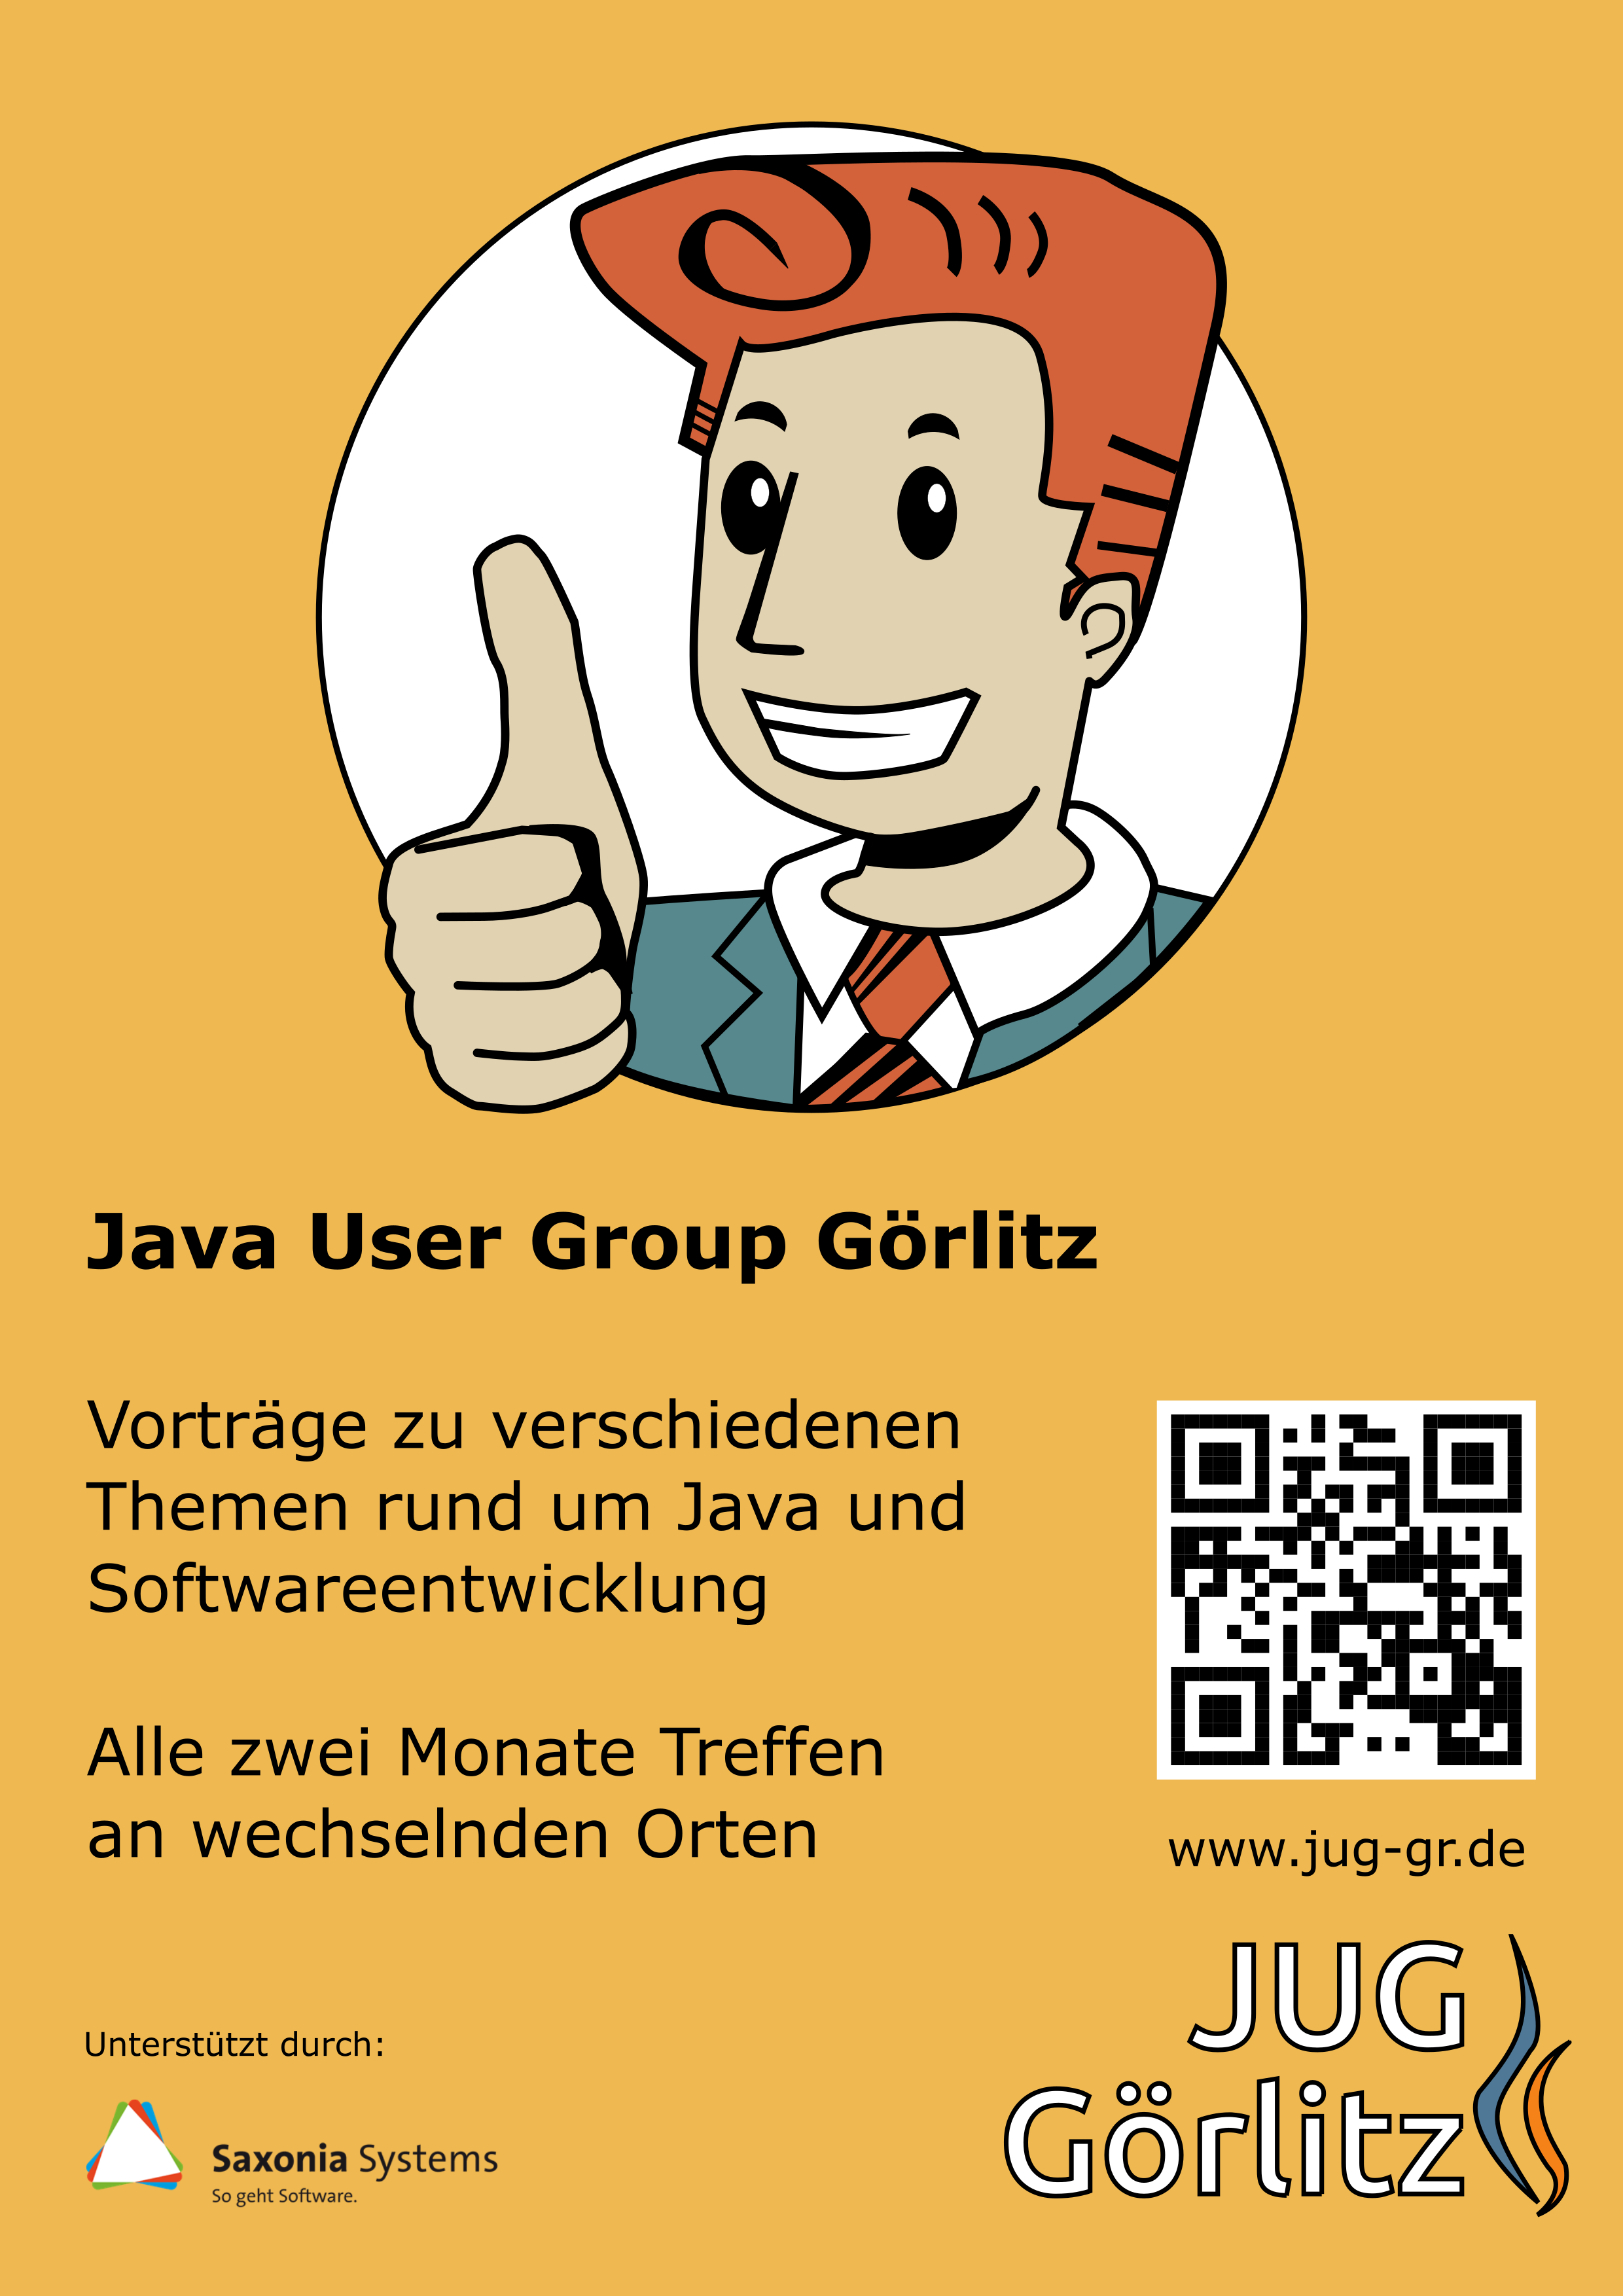 Java User Group Görlitz
Vorträge zu verschiedenen
Themen rund um Java und
Softwareentwicklung
Alle zwei Monate Treffen
an wechselnden Orten
www.jug-gr.de
Unterstützt durch:
Saxonia Systems
So geht Software.
JUG
Görlitz